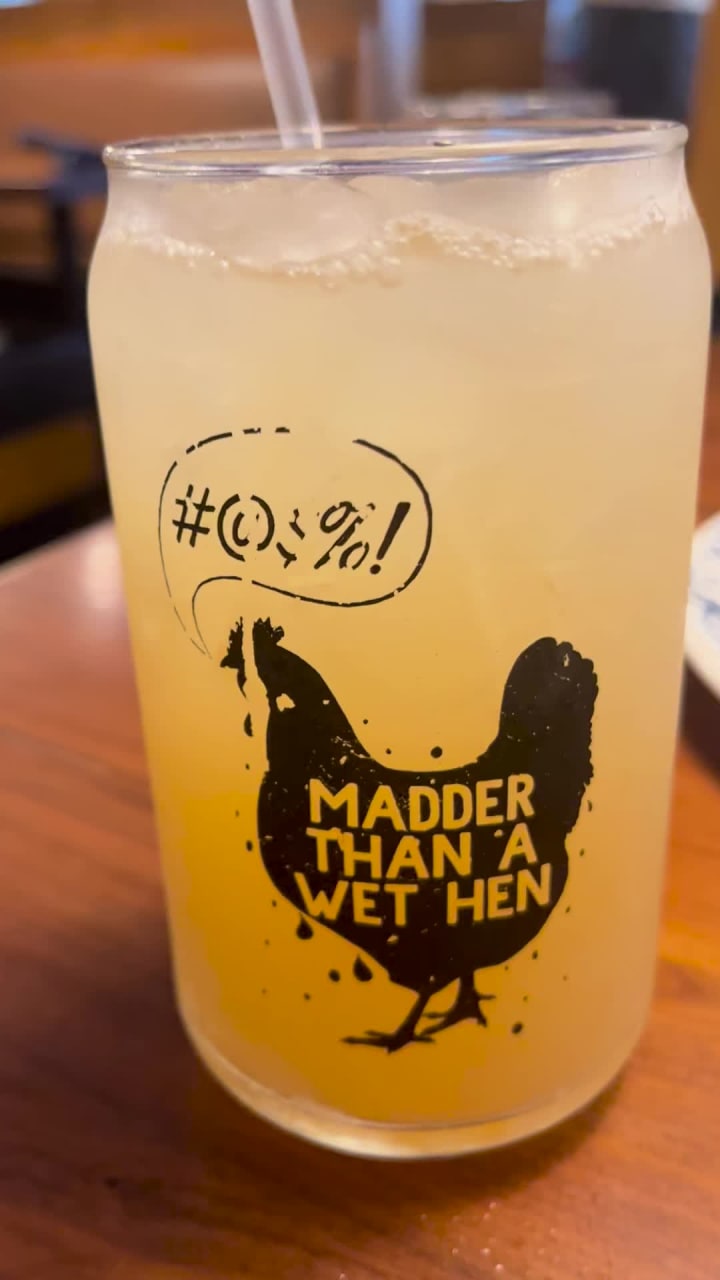 #@&%!
MADDER
THAN A
WET HEN